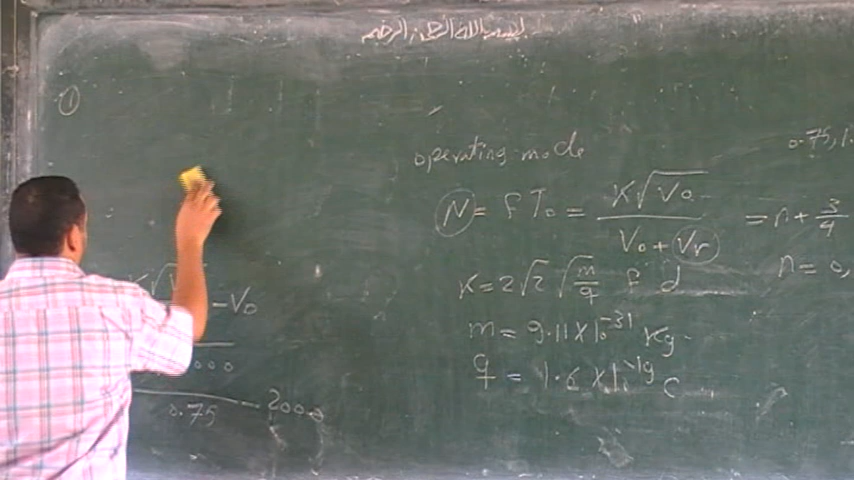 بسم الله الرحمن الرحيم
①
operating mode
0.75, 1.
N = f T₀ = K√V₀ / (V₀ + Vr) = n + 3/4
n = 0,
K = 2√2 √(m/q) f d
m = 9.11 × 10⁻³¹ Kg
q = 1.6 × 10⁻¹⁹ C
K√V
– V₀
000
0.75 – 2000